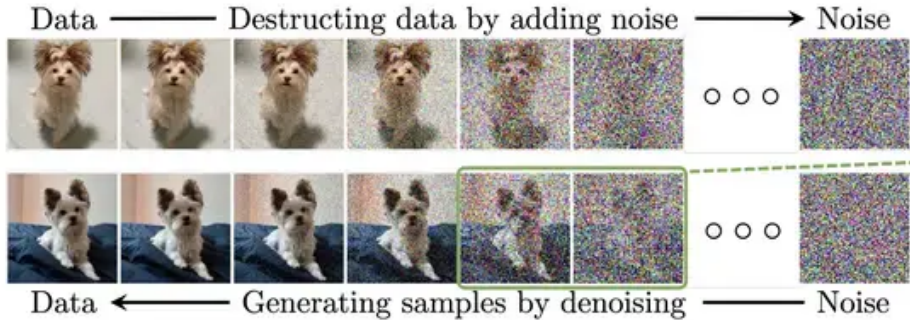 Data Destructing data by adding noise Noise
Data Generating samples by denoising Noise